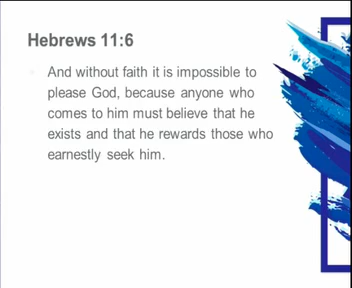 Hebrews 11:6
And without faith it is impossible to
please God, because anyone who
comes to him must believe that he
exists and that he rewards those who
earnestly seek him.